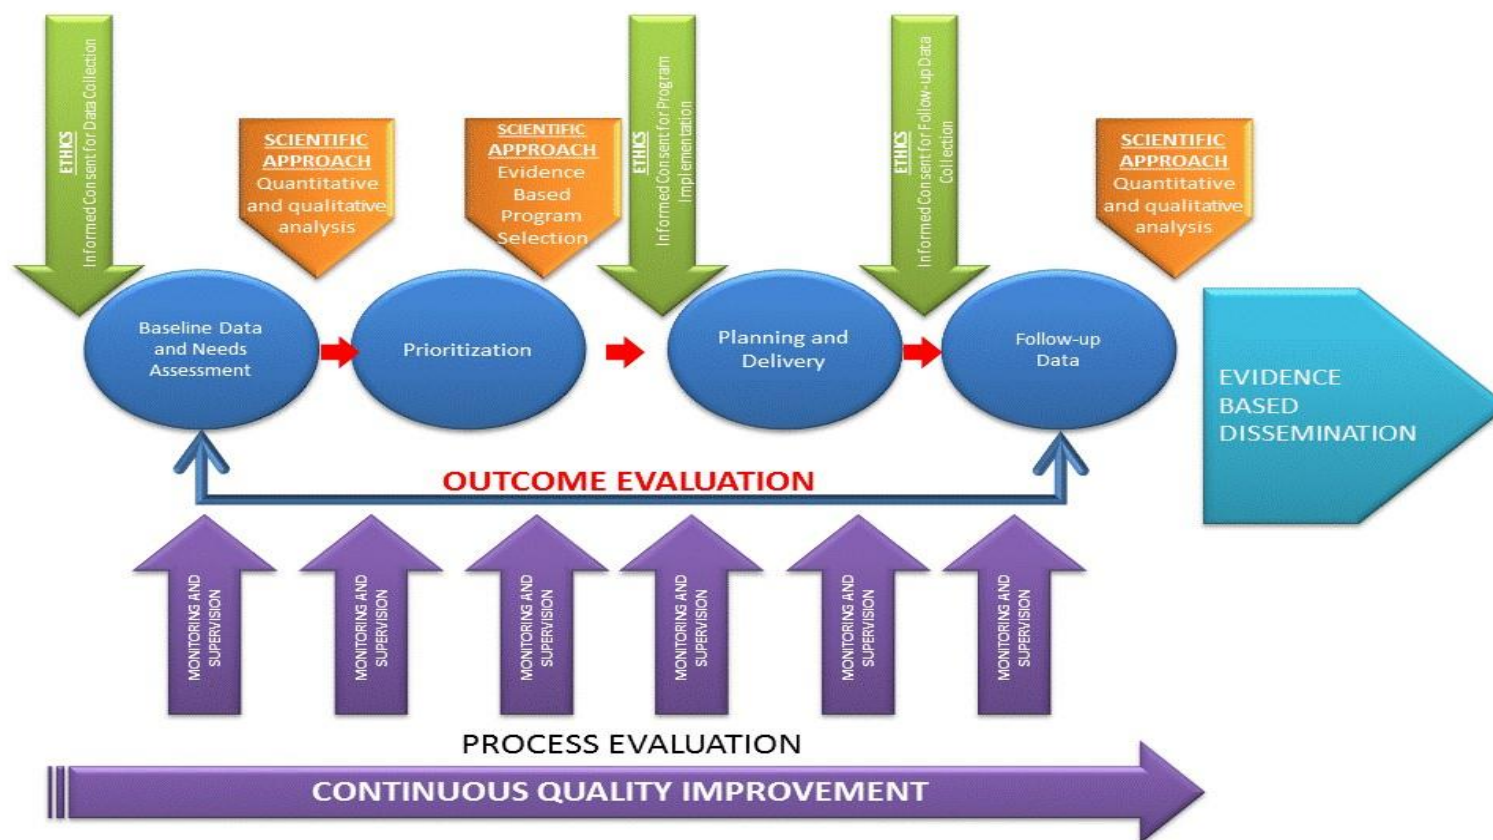 ETHICS
Informed Consent for Data Collection
SCIENTIFIC
APPROACH
Quantitative
and qualitative
analysis
SCIENTIFIC
APPROACH
Evidence
Based
Program
Selection
ETHICS
Informed Consent for Program
Implementation
ETHICS
Informed Consent for Follow-up Data
Collection
SCIENTIFIC
APPROACH
Quantitative
and qualitative
analysis
Baseline Data
and Needs
Assessment
Prioritization
Planning and
Delivery
Follow-up
Data
EVIDENCE
BASED
DISSEMINATION
OUTCOME EVALUATION
MONITORING AND
SUPERVISION
MONITORING AND
SUPERVISION
MONITORING AND
SUPERVISION
MONITORING AND
SUPERVISION
MONITORING AND
SUPERVISION
MONITORING AND
SUPERVISION
PROCESS EVALUATION
CONTINUOUS QUALITY IMPROVEMENT